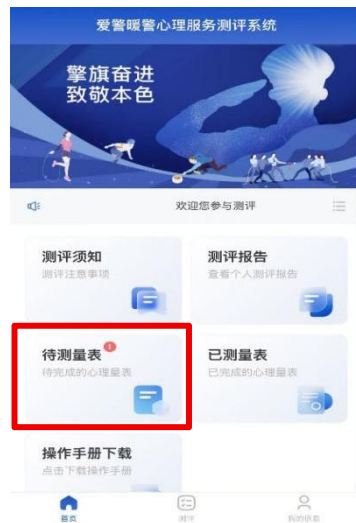 爱警暖警心理服务测评系统
擎旗奋进
致敬本色
欢迎您参与测评
测评须知
测评注意事项
测评报告
查看个人测评报告
待测量表 1
待完成的心理量表
已测量表
已完成的心理量表
操作手册下载
点击下载操作手册
首页
测评
我的信息